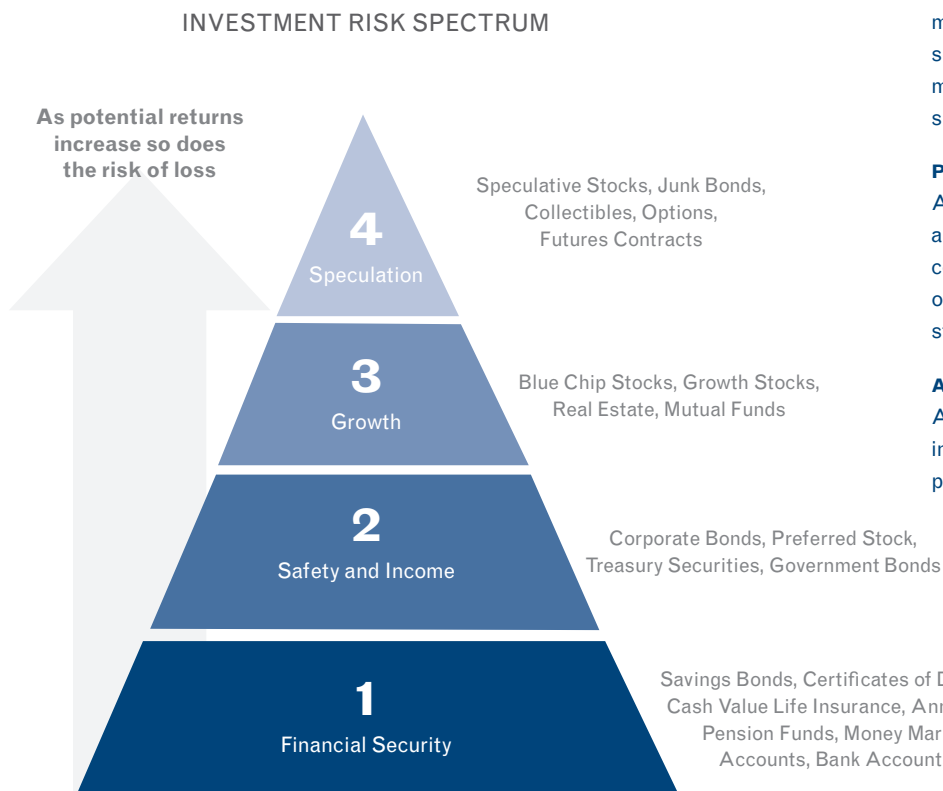 INVESTMENT RISK SPECTRUM
As potential returns
increase so does
the risk of loss
4
Speculation
Speculative Stocks, Junk Bonds,
Collectibles, Options,
Futures Contracts
3
Growth
Blue Chip Stocks, Growth Stocks,
Real Estate, Mutual Funds
2
Safety and Income
Corporate Bonds, Preferred Stock,
Treasury Securities, Government Bonds
1
Financial Security
Savings Bonds, Certificates of
Cash Value Life Insurance,
Pension Funds, Money
Accounts, Bank